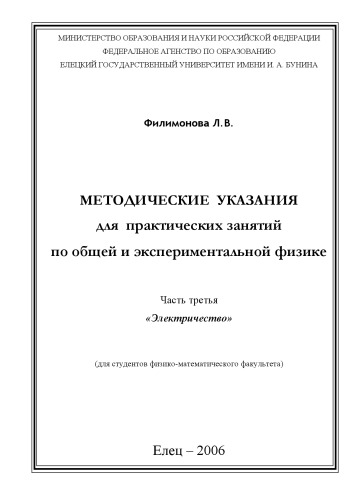 МИНИСТЕРСТВО ОБРАЗОВАНИЯ И НАУКИ РОССИЙСКОЙ ФЕДЕРАЦИИ
ФЕДЕРАЛЬНОЕ АГЕНСТВО ПО ОБРАЗОВАНИЮ
ЕЛЕЦКИЙ ГОСУДАРСТВЕННЫЙ УНИВЕРСИТЕТ ИМЕНИ И. А. БУНИНА
Филимонова Л.В.
МЕТОДИЧЕСКИЕ УКАЗАНИЯ
для практических занятий
по общей и экспериментальной физике
Часть третья
«Электричество»
(для студентов физико-математического факультета)
Елец – 2006